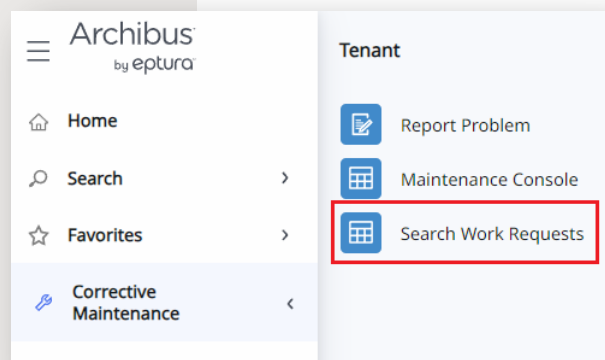 Archibus
by eptura
Home
Search
Favorites
Corrective
Maintenance
Tenant
Report Problem
Maintenance Console
Search Work Requests